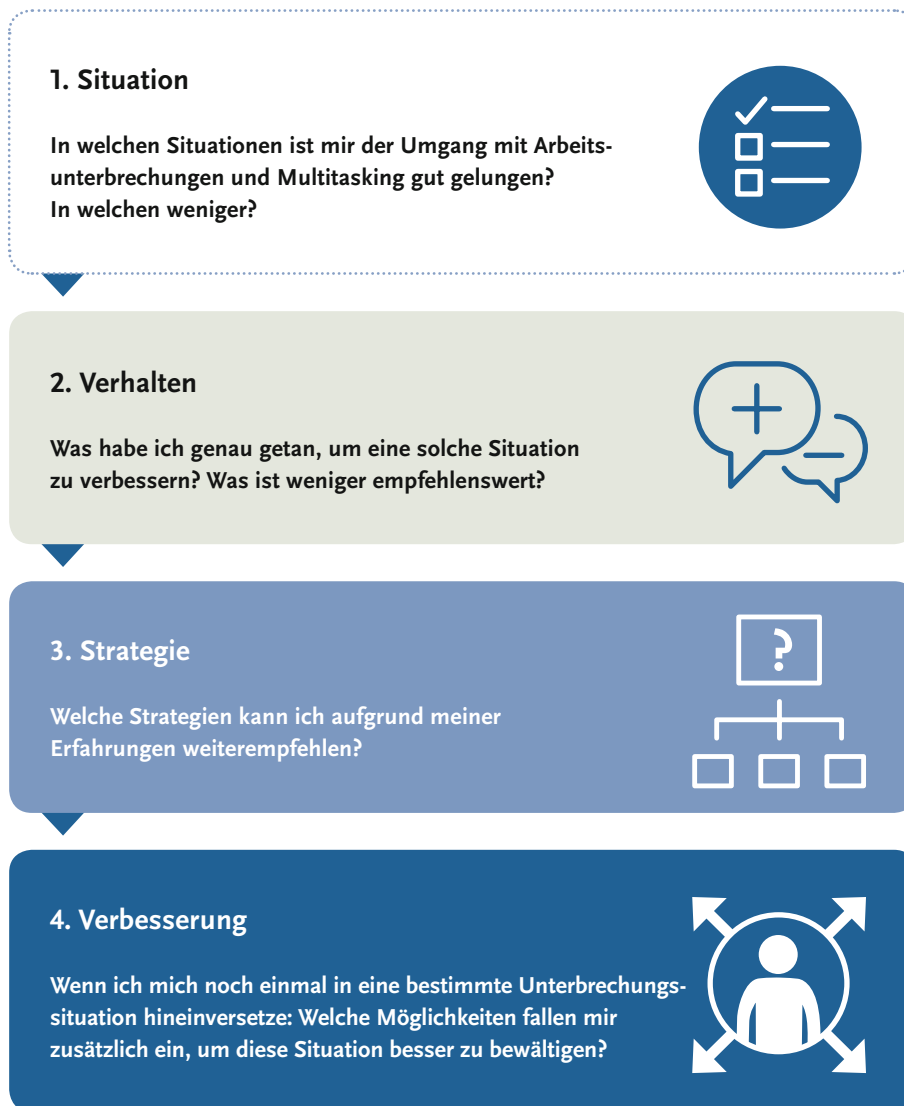 1. Situation
In welchen Situationen ist mir der Umgang mit Arbeits-
unterbrechungen und Multitasking gut gelungen?
In welchen weniger?
2. Verhalten
Was habe ich genau getan, um eine solche Situation
zu verbessern? Was ist weniger empfehlenswert?
3. Strategie
?
Welche Strategien kann ich aufgrund meiner
Erfahrungen weiterempfehlen?
4. Verbesserung
Wenn ich mich noch einmal in eine bestimmte Unterbrechungs-
situation hineinversetze: Welche Möglichkeiten fallen mir
zusätzlich ein, um diese Situation besser zu bewältigen?